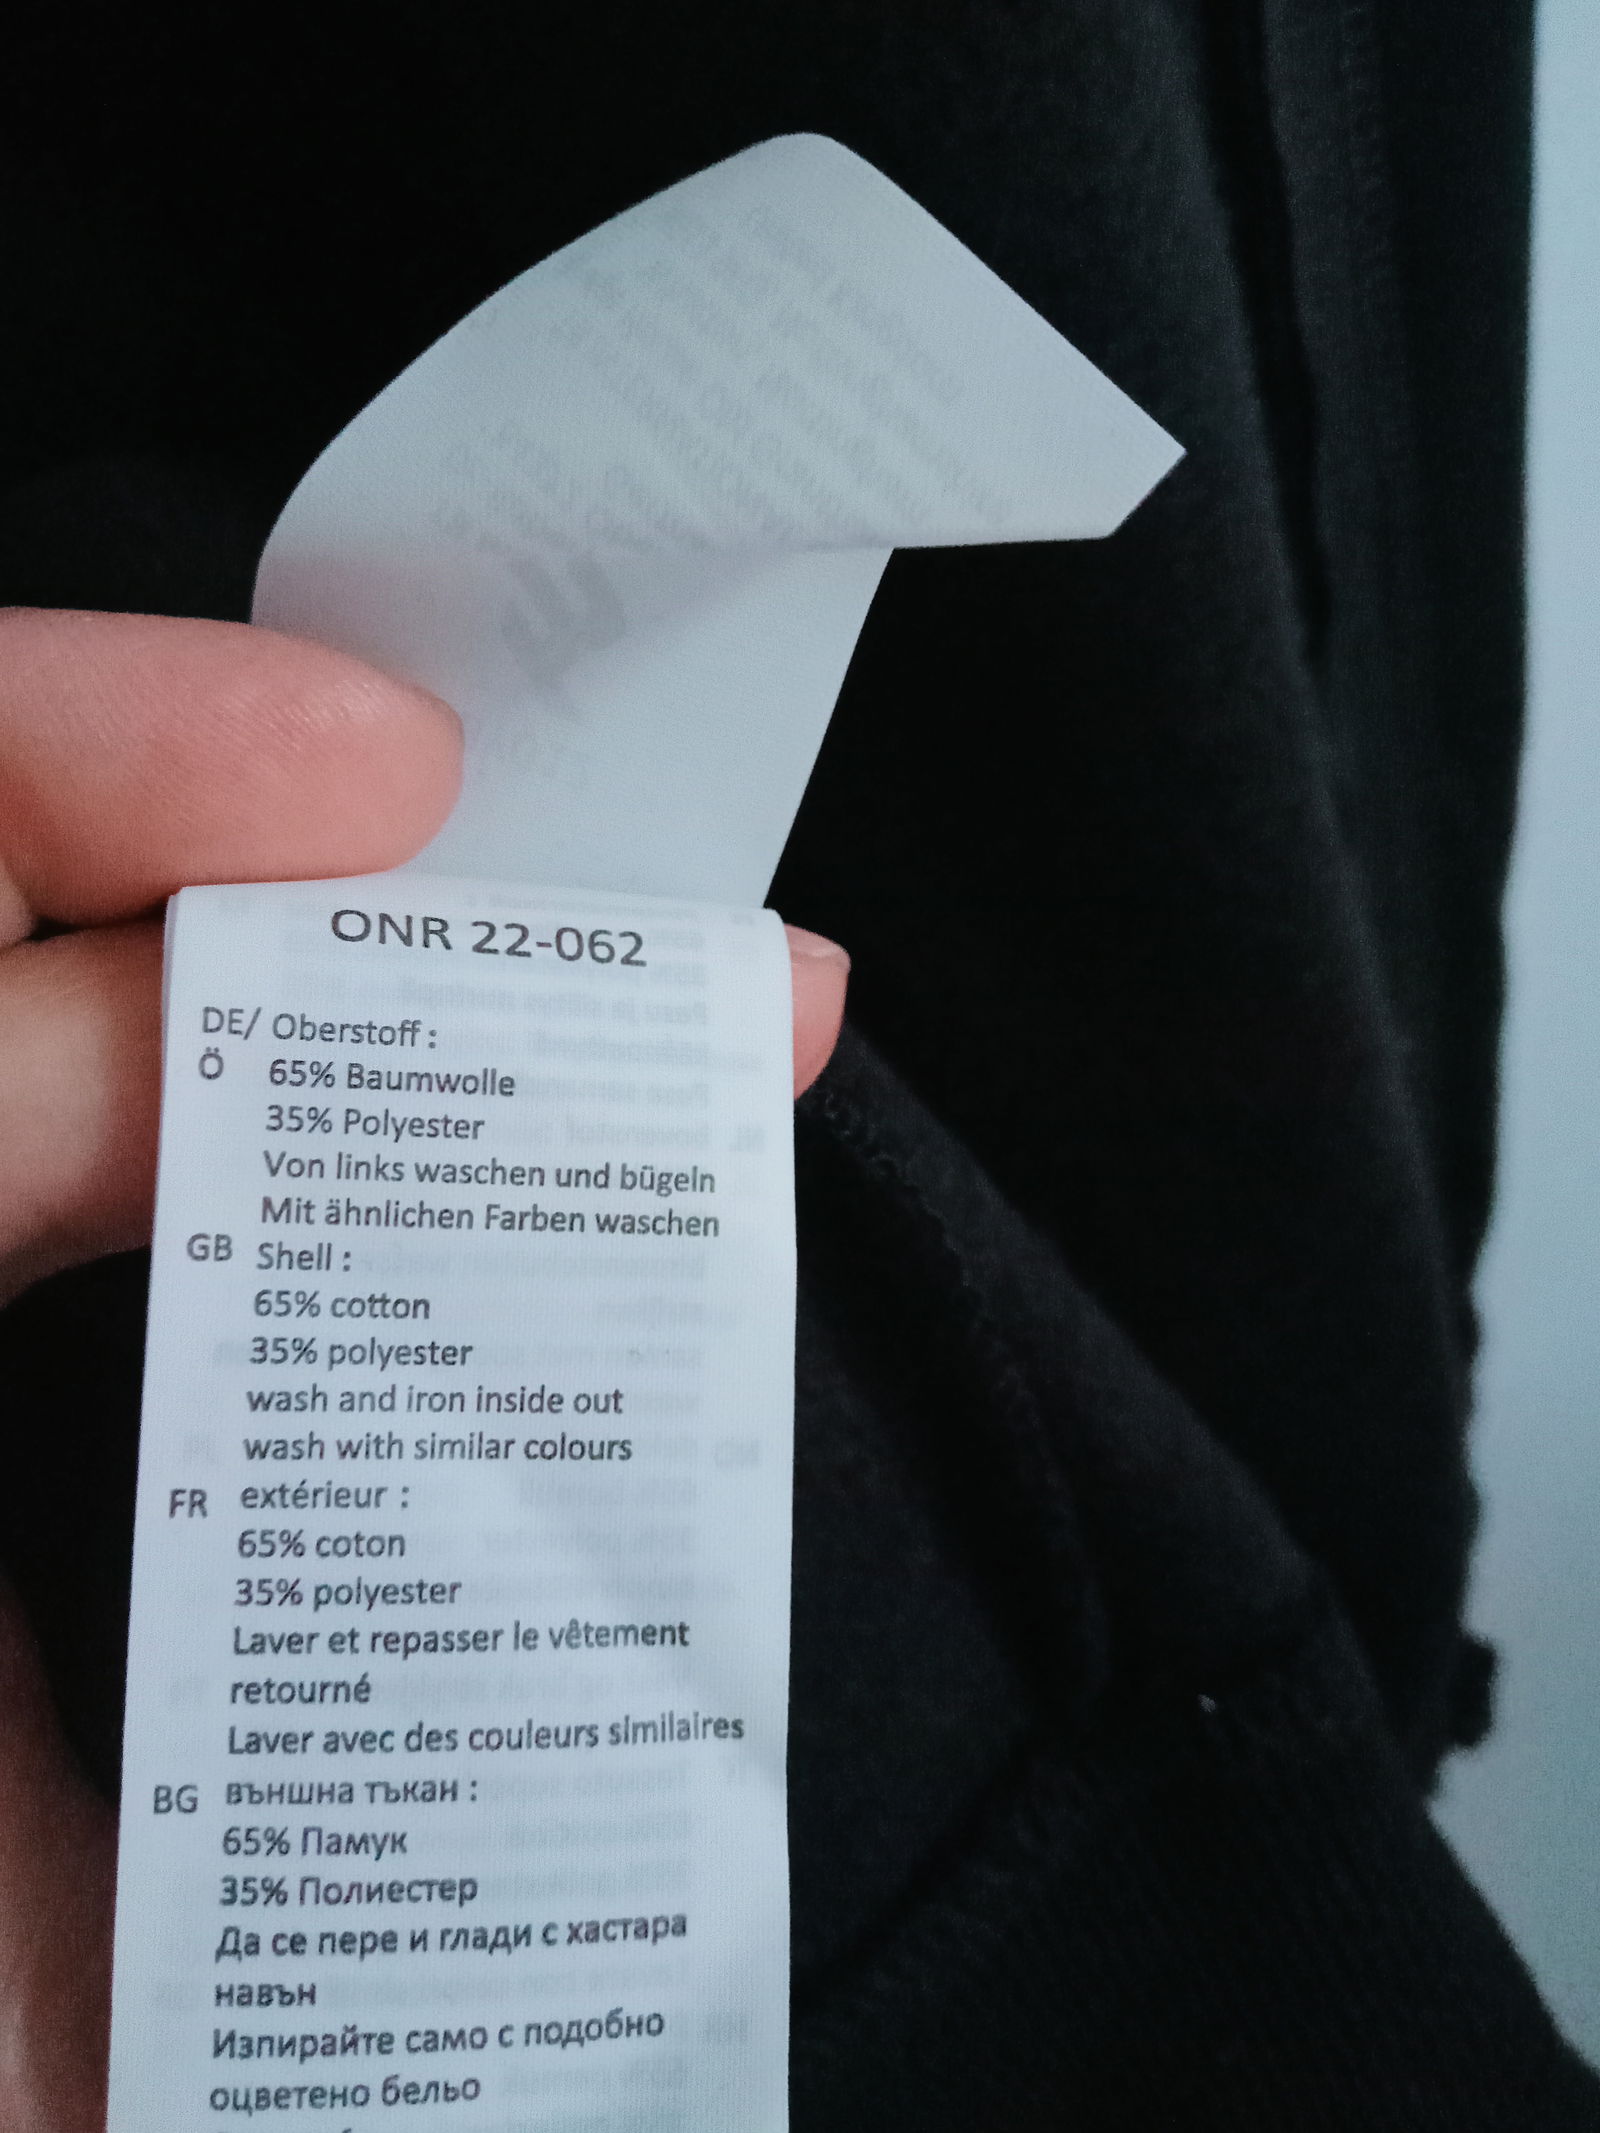 ONR 22-062
DE/ Oberstoff :
Ö 65% Baumwolle
35% Polyester
Von links waschen und bügeln
Mit ähnlichen Farben waschen
GB Shell :
65% cotton
35% polyester
wash and iron inside out
wash with similar colours
FR extérieur :
65% coton
35% polyester
Laver et repasser le vêtement
retourné
Laver avec des couleurs similaires
BG външна тъкан :
65% Памук
35% Полиестер
Да се пере и глади с хастара
навън
Изпирайте само с подобно
оцветено бельо